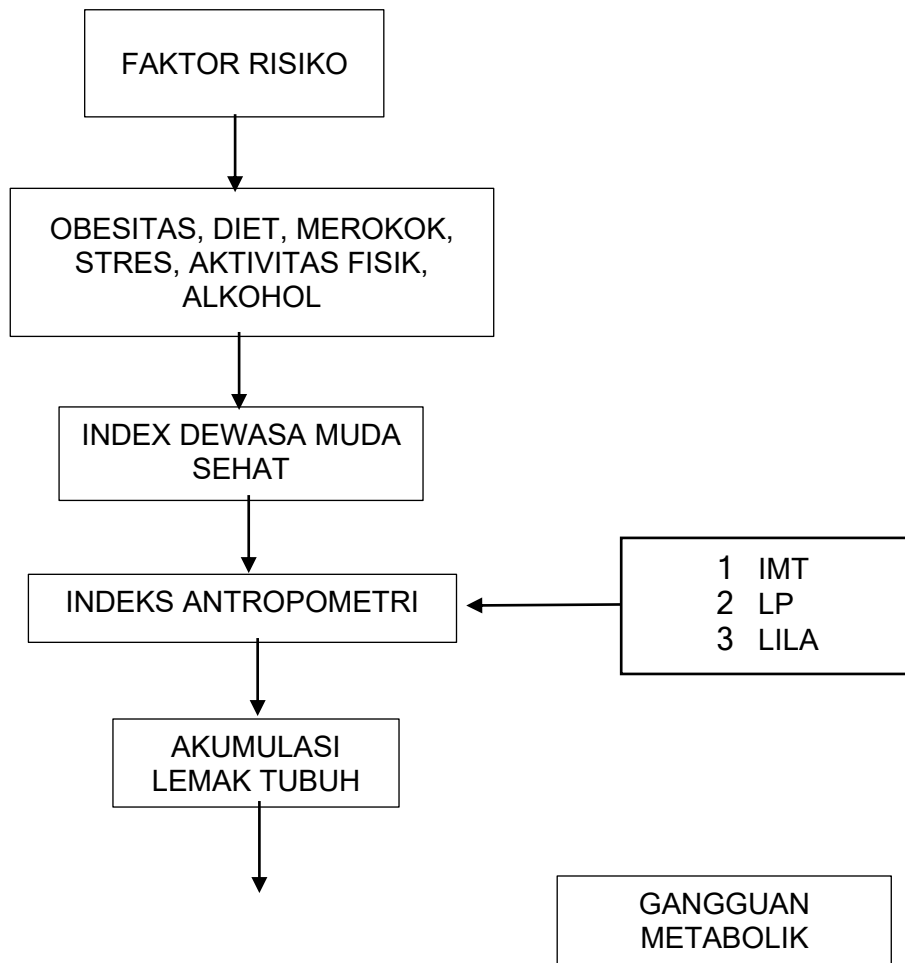 FAKTOR RISIKO
OBESITAS, DIET, MEROKOK,
STRES, AKTIVITAS FISIK,
ALKOHOL
INDEX DEWASA MUDA
SEHAT
INDEKS ANTROPOMETRI
1 IMT
2 LP
3 LILA
AKUMULASI
LEMAK TUBUH
GANGGUAN
METABOLIK